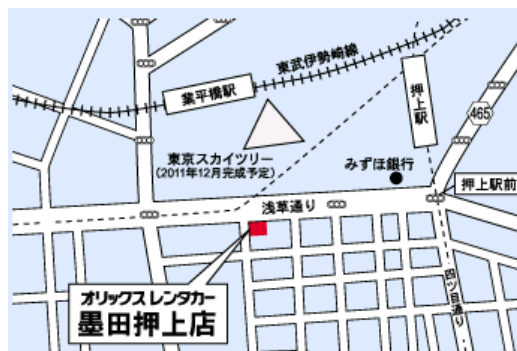 東武伊勢崎線
業平橋駅
押上駅
465
東京スカイツリー
(2011年12月完成予定)
みずほ銀行
押上駅前
浅草通り
四ツ目通り
オリックスレンタカー
墨田押上店